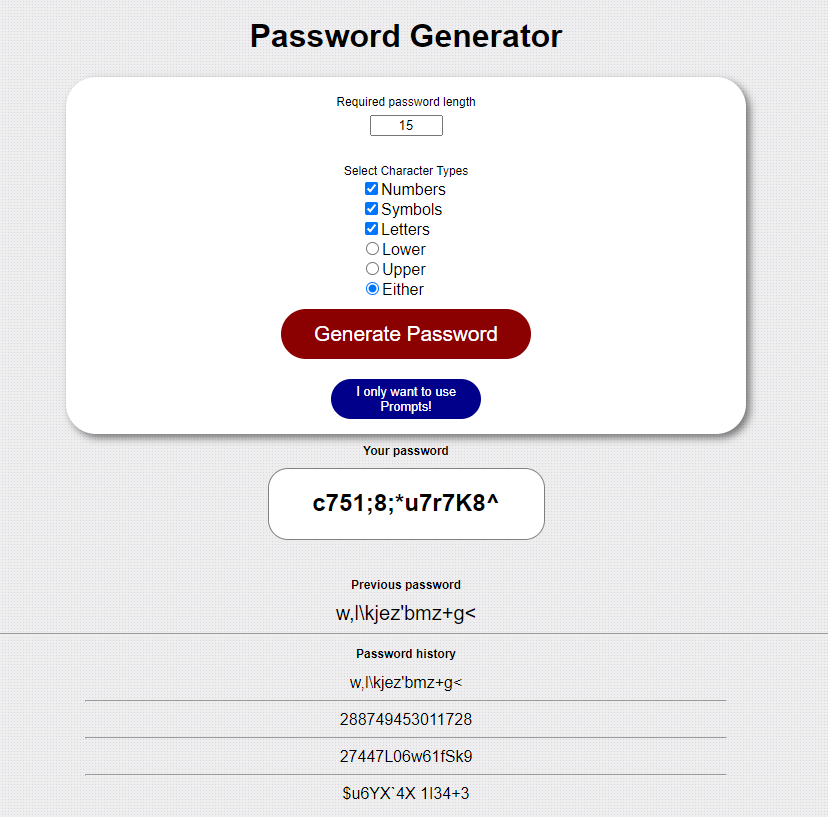 Password Generator
Required password length
15
Select Character Types
Numbers
Symbols
Letters
Lower
Upper
Either
Generate Password
I only want to use
Prompts!
Your password
c751;8;*u7r7K8^
Previous password
w,l\kjez'bmz+g<
Password history
w,l\kjez'bmz+g<
288749453011728
27447L06w61fSk9
$u6YX`4X 1l34+3